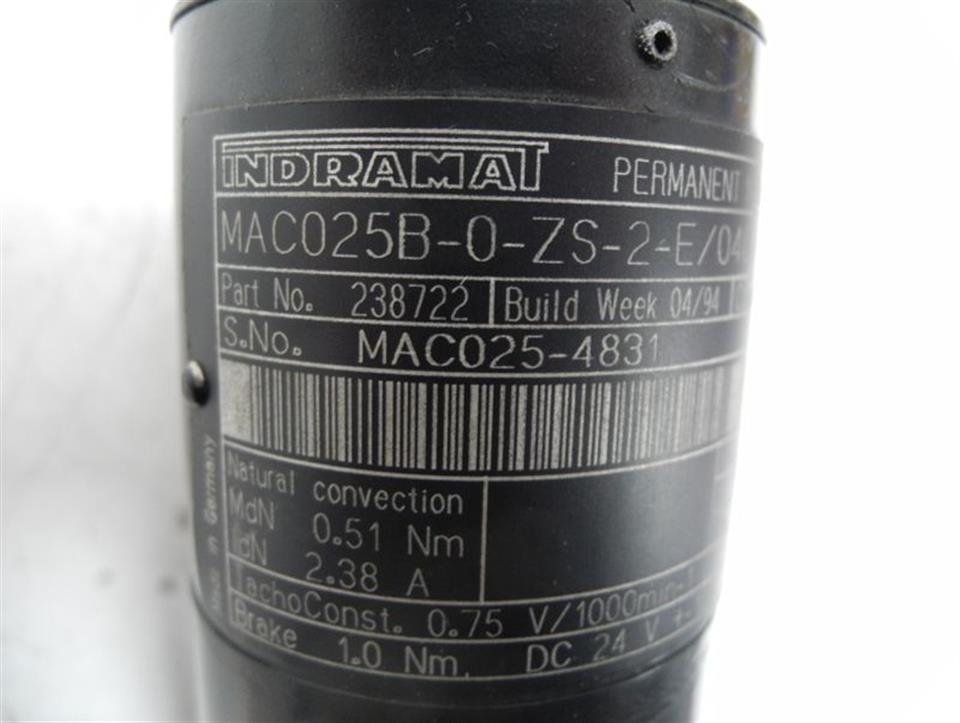 INDRAMAT PERMANENT
MAC025B-0-ZS-2-E/04
Part No. 238722 Build Week 04/94
S.No. MAC025-4831
Made in Germany
Natural convection
MdN 0.51 Nm
IdN 2.38 A
TachoConst. 0.75 V/1000min-1
Brake 1.0 Nm, DC 24 V